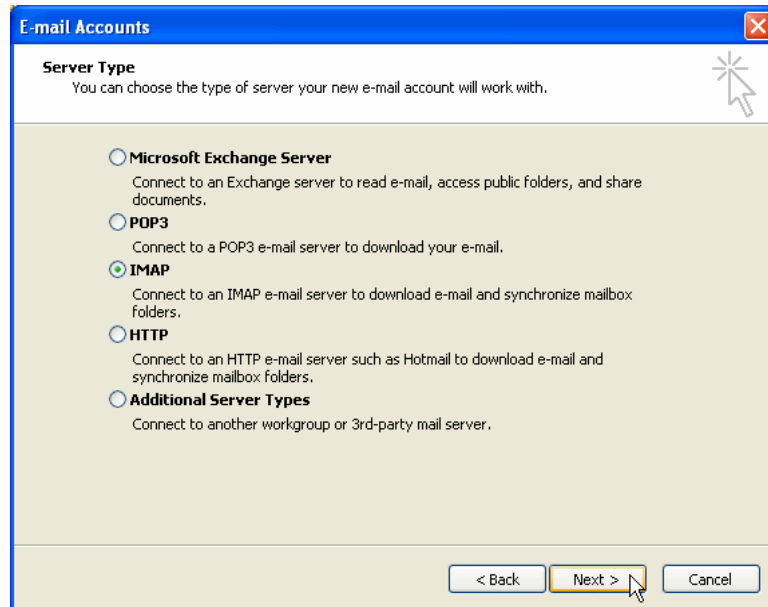 E-mail Accounts
Server Type
You can choose the type of server your new e-mail account will work with.
Microsoft Exchange Server
Connect to an Exchange server to read e-mail, access public folders, and share
documents.
POP3
Connect to a POP3 e-mail server to download your e-mail.
IMAP
Connect to an IMAP e-mail server to download e-mail and synchronize mailbox
folders.
HTTP
Connect to an HTTP e-mail server such as Hotmail to download e-mail and
synchronize mailbox folders.
Additional Server Types
Connect to another workgroup or 3rd-party mail server.
< Back Next > Cancel